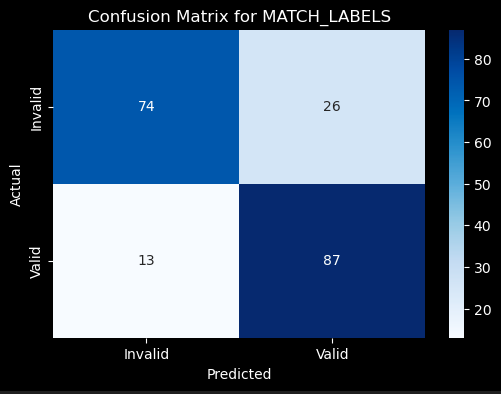 Confusion Matrix for MATCH_LABELS
Actual
Invalid
74 26
Valid
13 87
Invalid Valid
Predicted
80
70
60
50
40
30
20